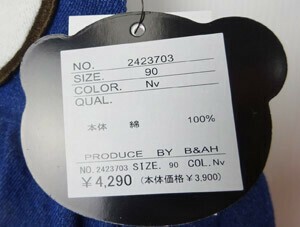 NO. 2423703
SIZE. 90
COLOR. Nv
QUAL.
本体 綿 100%
PRODUCE BY B&AH
NO.2423703 SIZE. 90 COL. Nv
¥4,290 (本体価格 ¥3,900)